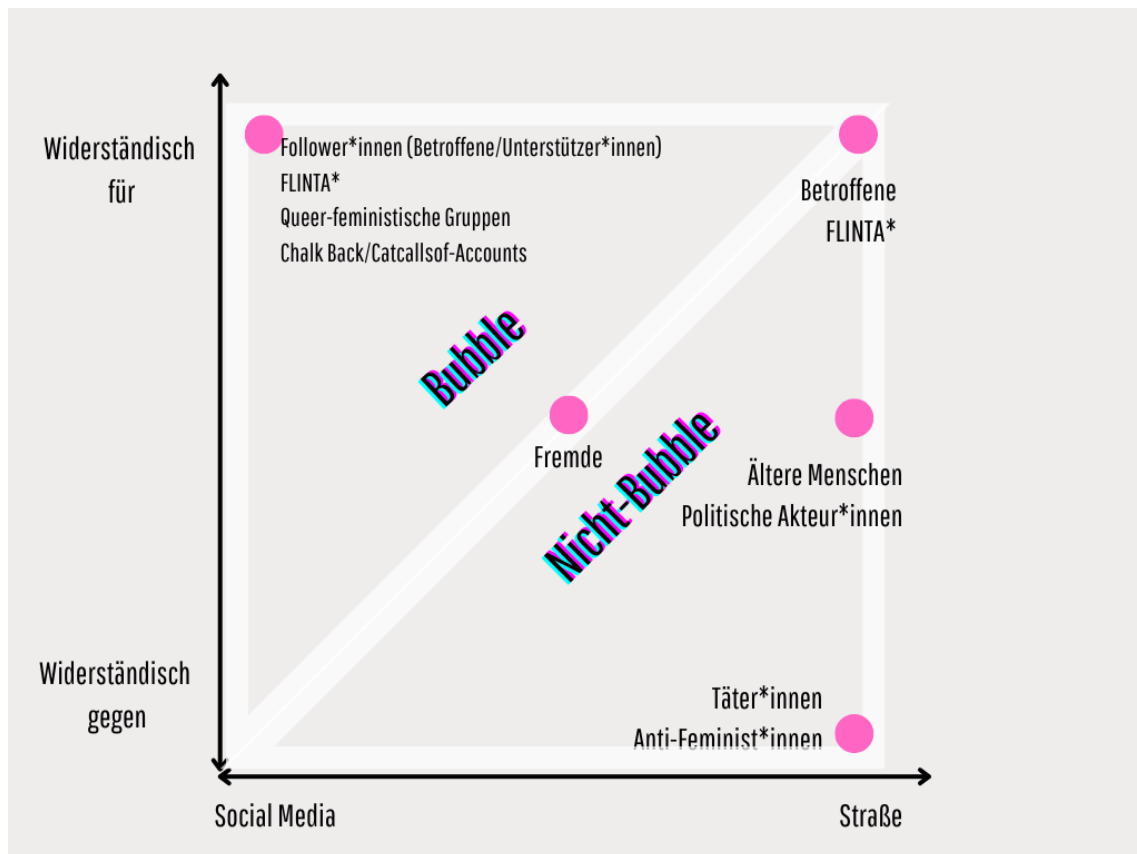 Widerständisch
für
Follower*innen (Betroffene/Unterstützer*innen)
FLINTA*
Queer-feministische Gruppen
Chalk Back/Catcallsof-Accounts
Betroffene
FLINTA*
Bubble
Fremde
Nicht-Bubble
Ältere Menschen
Politische Akteur*innen
Widerständisch
gegen
Täter*innen
Anti-Feminist*innen
Social Media
Straße